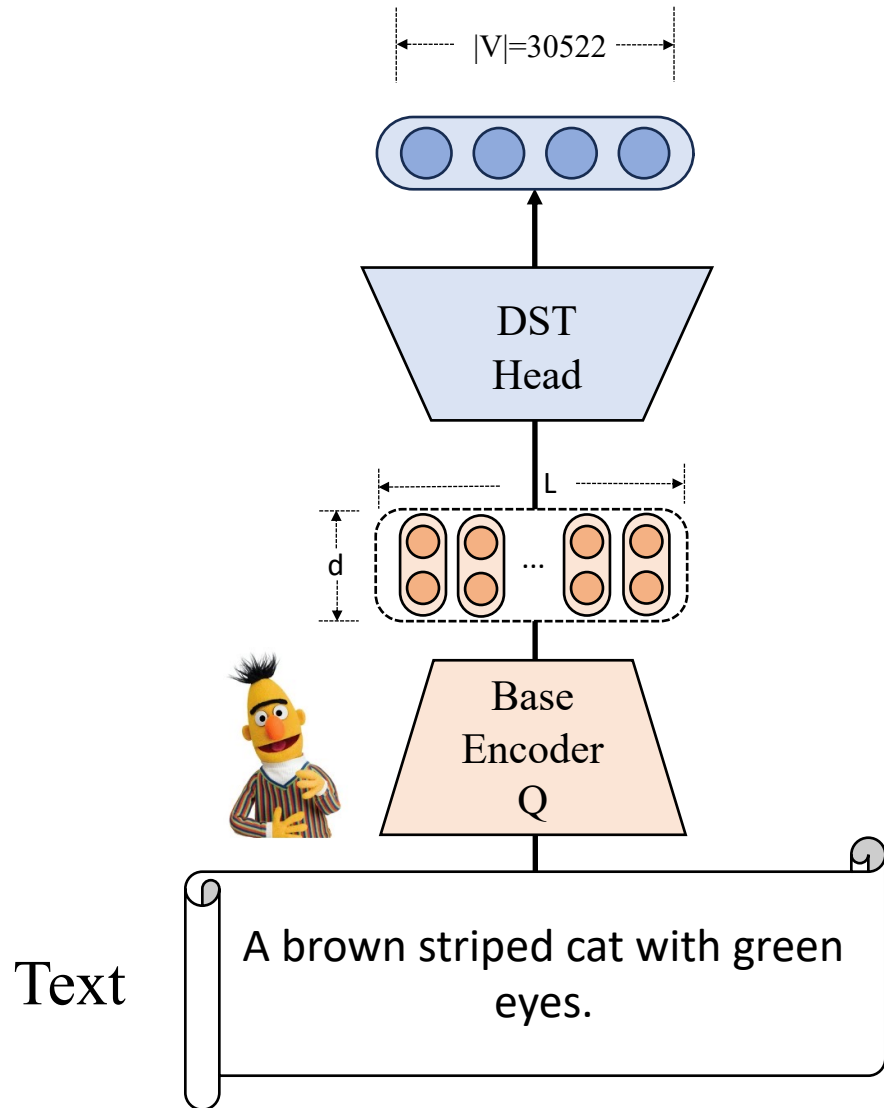 |V|=30522
DST
Head
L
d
...
Base
Encoder
Q
Text
A brown striped cat with green
eyes.